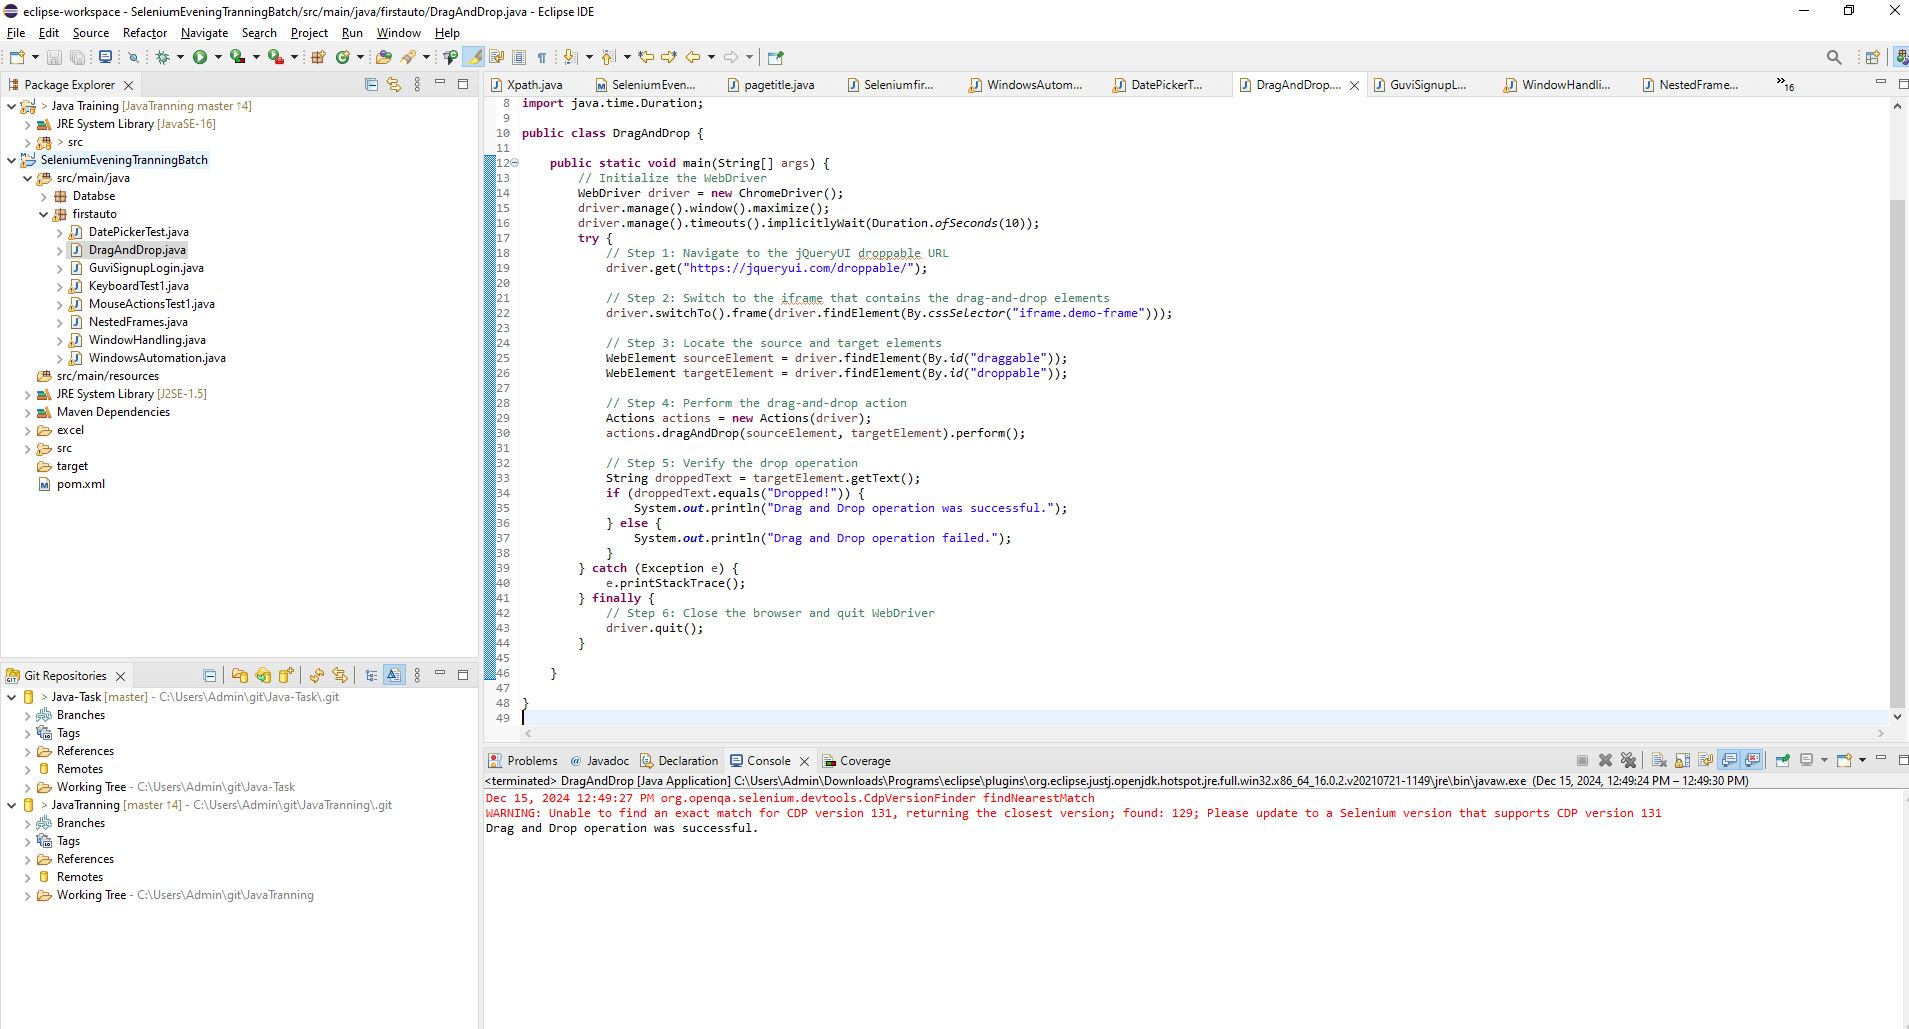 eclipse-workspace - SeleniumEveningTranningBatch/src/main/java/firstauto/DragAndDrop.java - Eclipse IDE
File Edit Source Refactor Navigate Search Project Run Window Help
Package Explorer
> Java Training [JavaTranning master ↑4]
JRE System Library [JavaSE-16]
> src
SeleniumEveningTranningBatch
src/main/java
Databse
firstauto
DatePickerTest.java
DragAndDrop.java
GuviSignupLogin.java
KeyboardTest1.java
MouseActionsTest1.java
NestedFrames.java
WindowHandling.java
WindowsAutomation.java
src/main/resources
JRE System Library [J2SE-1.5]
Maven Dependencies
excel
src
target
pom.xml
Git Repositories
> Java-Task [master] - C:\Users\Admin\git\Java-Task\.git
Branches
Tags
References
Remotes
Working Tree - C:\Users\Admin\git\Java-Task
> JavaTranning [master ↑4] - C:\Users\Admin\git\JavaTranning\.git
Branches
Tags
References
Remotes
Working Tree - C:\Users\Admin\git\JavaTranning
Xpath.java SeleniumEven... pagetitle.java Seleniumfir... WindowsAutom... DatePickerT... DragAndDrop.... GuviSignupL... WindowHandli... NestedFrame... »16
8 import java.time.Duration;
9
10 public class DragAndDrop {
11
12 public static void main(String[] args) {
13 // Initialize the WebDriver
14 WebDriver driver = new ChromeDriver();
15 driver.manage().window().maximize();
16 driver.manage().timeouts().implicitlyWait(Duration.ofSeconds(10));
17 try {
18 // Step 1: Navigate to the jQueryUI droppable URL
19 driver.get("https://jqueryui.com/droppable/");
20
21 // Step 2: Switch to the iframe that contains the drag-and-drop elements
22 driver.switchTo().frame(driver.findElement(By.cssSelector("iframe.demo-frame")));
23
24 // Step 3: Locate the source and target elements
25 WebElement sourceElement = driver.findElement(By.id("draggable"));
26 WebElement targetElement = driver.findElement(By.id("droppable"));
27
28 // Step 4: Perform the drag-and-drop action
29 Actions actions = new Actions(driver);
30 actions.dragAndDrop(sourceElement, targetElement).perform();
31
32 // Step 5: Verify the drop operation
33 String droppedText = targetElement.getText();
34 if (droppedText.equals("Dropped!")) {
35 System.out.println("Drag and Drop operation was successful.");
36 } else {
37 System.out.println("Drag and Drop operation failed.");
38 }
39 } catch (Exception e) {
40 e.printStackTrace();
41 } finally {
42 // Step 6: Close the browser and quit WebDriver
43 driver.quit();
44 }
45
46 }
47
48 }
49
Problems @ Javadoc Declaration Console Coverage
<terminated> DragAndDrop [Java Application] C:\Users\Admin\Downloads\Programs\eclipse\plugins\org.eclipse.justj.openjdk.hotspot.jre.full.win32.x86_64_16.0.2.v20210721-1149\jre\bin\javaw.exe (Dec 15, 2024, 12:49:24 PM – 12:49:30 PM)
Dec 15, 2024 12:49:27 PM org.openqa.selenium.devtools.CdpVersionFinder findNearestMatch
WARNING: Unable to find an exact match for CDP version 131, returning the closest version; found: 129; Please update to a Selenium version that supports CDP version 131
Drag and Drop operation was successful.